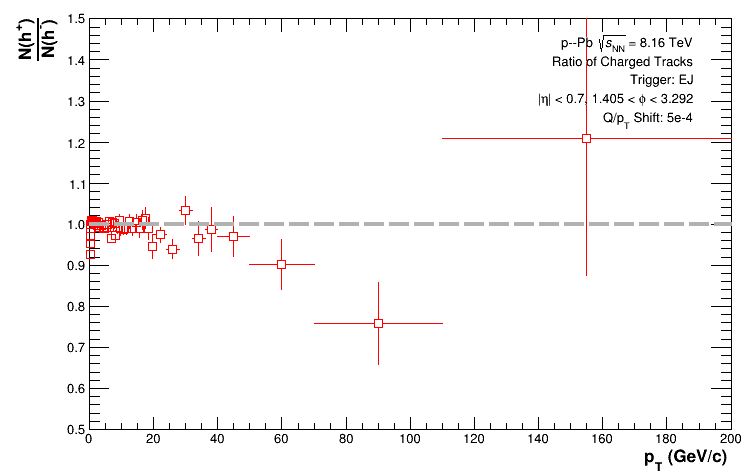 N(h+)
N(h-)
1.5
1.4
1.3
1.2
1.1
1.0
0.9
0.8
0.7
0.6
0.5
p--Pb √sNN = 8.16 TeV
Ratio of Charged Tracks
Trigger: EJ
|η| < 0.7, 1.405 < ϕ < 3.292
Q/pT Shift: 5e-4
0 20 40 60 80 100 120 140 160 180 200
pT (GeV/c)